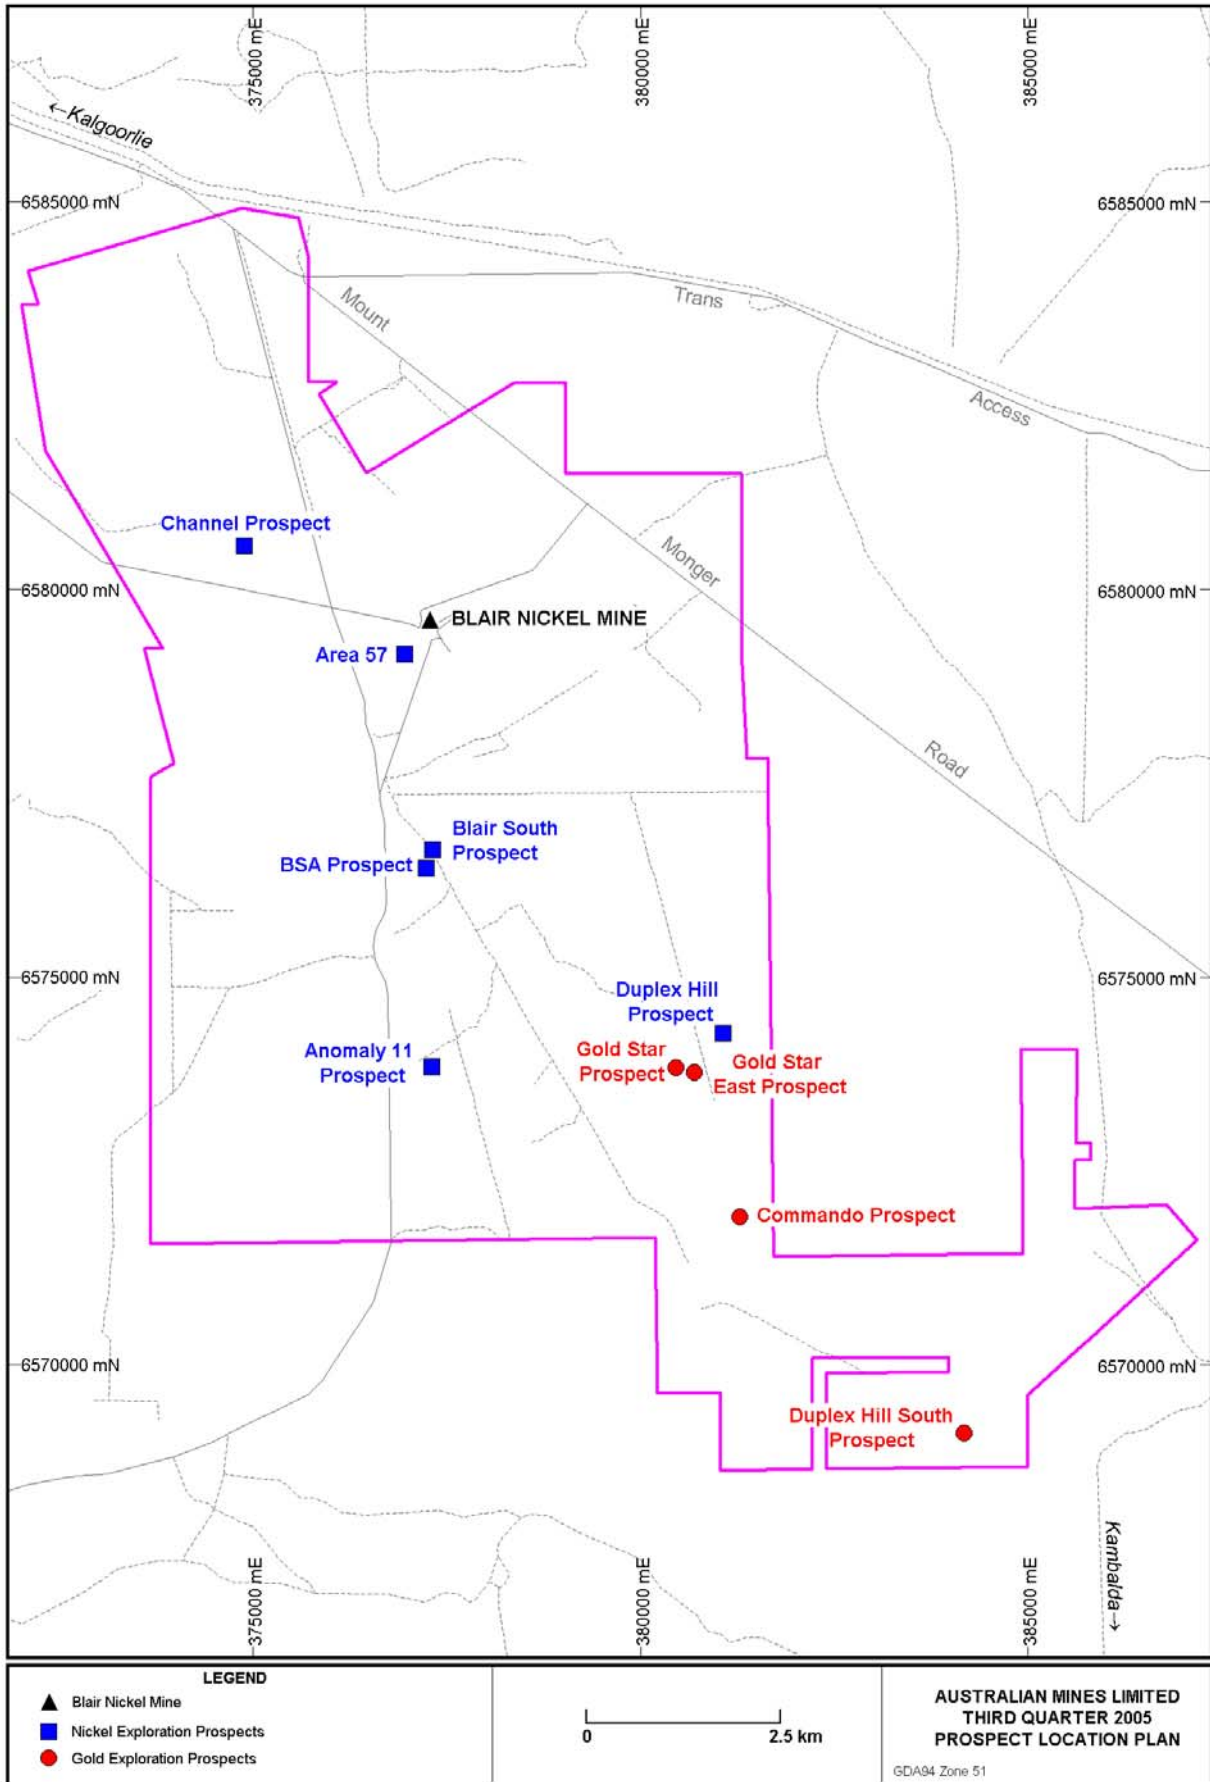 375000 mE
380000 mE
385000 mE
←Kalgoorlie
6585000 mN
6585000 mN
Mount
Trans
Access
Channel Prospect
Monger
6580000 mN
6580000 mN
BLAIR NICKEL MINE
Area 57
Road
Blair South
Prospect
BSA Prospect
6575000 mN
6575000 mN
Duplex Hill
Prospect
Anomaly 11
Prospect
Gold Star
Prospect
Gold Star
East Prospect
Commando Prospect
6570000 mN
6570000 mN
Duplex Hill South
Prospect
Kambalda→
375000 mE
380000 mE
385000 mE
LEGEND
Blair Nickel Mine
Nickel Exploration Prospects
Gold Exploration Prospects
0 2.5 km
AUSTRALIAN MINES LIMITED
THIRD QUARTER 2005
PROSPECT LOCATION PLAN
GDA94 Zone 51